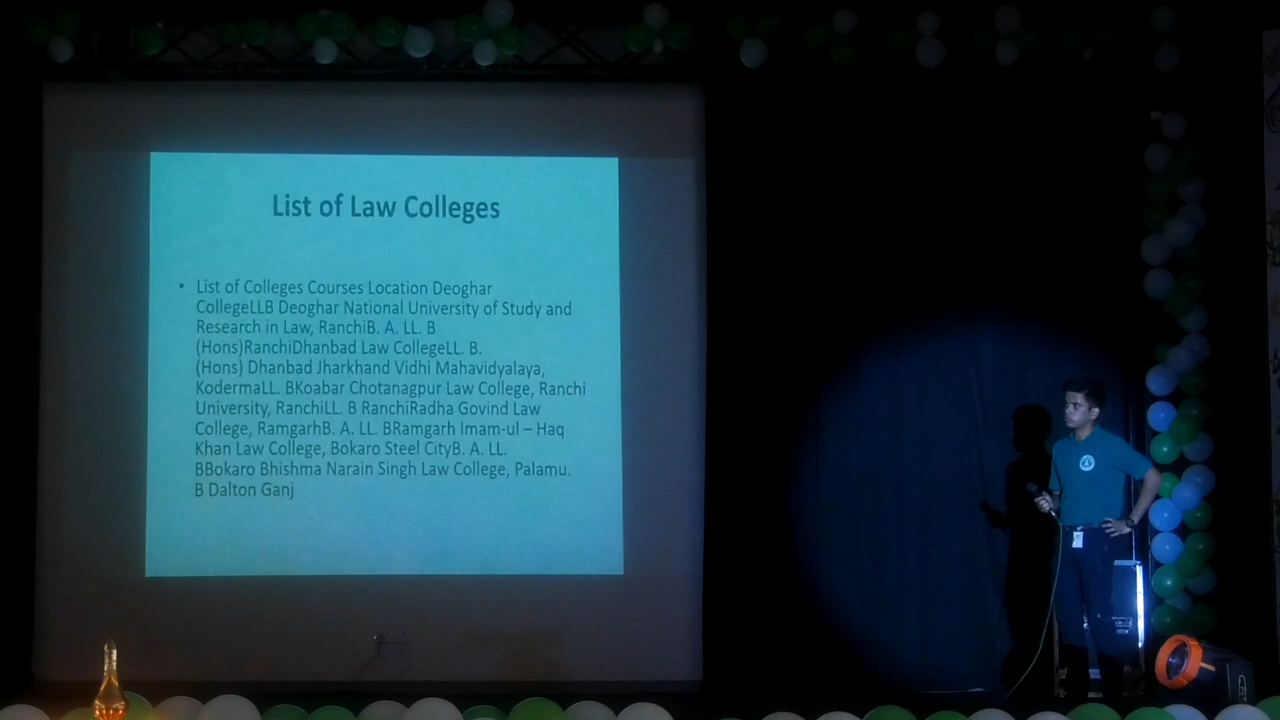 List of Law Colleges
• List of Colleges Courses Location Deoghar
CollegeLLB Deoghar National University of Study and
Research in Law, RanchiB. A. LL. B
(Hons)RanchiDhanbad Law CollegeLL. B.
(Hons) Dhanbad Jharkhand Vidhi Mahavidyalaya,
KodermaLL. BKoabar Chotanagpur Law College, Ranchi
University, RanchiLL. B RanchiRadha Govind Law
College, RamgarhB. A. LL. BRamgarh Imam-ul – Haq
Khan Law College, Bokaro Steel CityB. A. LL.
BBokaro Bhishma Narain Singh Law College, Palamu.
B Dalton Ganj